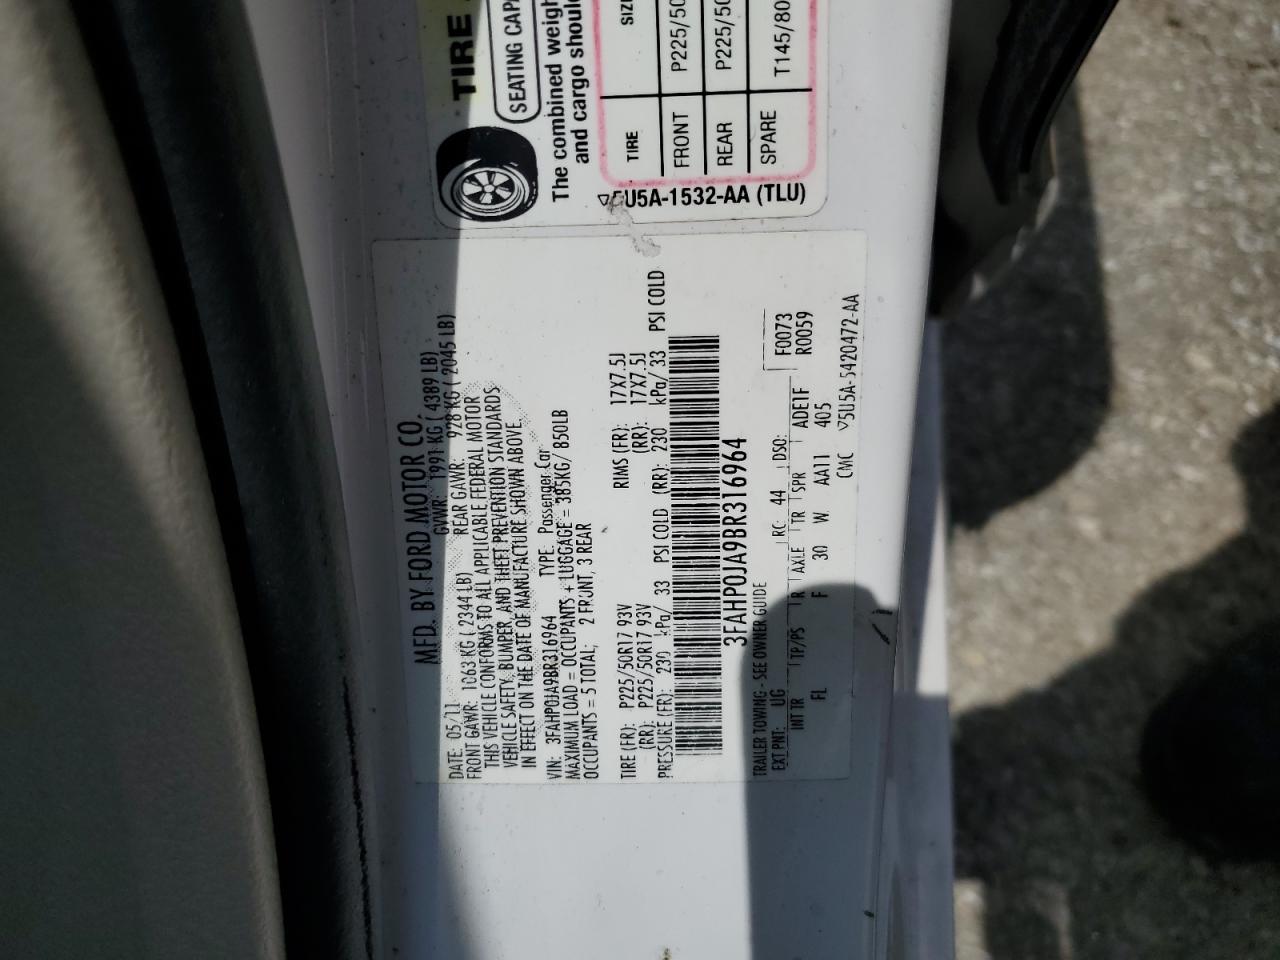 TIRE
SEATING CAP
The combined weigh
and cargo should
TIRE SIZE
FRONT P225/50
REAR P225/50
SPARE T145/80
5U5A-1532-AA (TLU)
MFD. BY FORD MOTOR CO.
DATE: 05/11 GVWR: 1991 KG ( 4389 LB)
FRONT GAWR: 1063 KG ( 2344 LB) REAR GAWR: 928 KG ( 2045 LB)
THIS VEHICLE CONFORMS TO ALL APPLICABLE FEDERAL MOTOR
VEHICLE SAFETY, BUMPER, AND THEFT PREVENTION STANDARDS
IN EFFECT ON THE DATE OF MANUFACTURE SHOWN ABOVE.
VIN: 3FAHP0JA9BR316964 TYPE: Passenger Car
MAXIMUM LOAD = OCCUPANTS + LUGGAGE = 385KG/ 850LB
OCCUPANTS = 5 TOTAL; 2 FRONT, 3 REAR
TIRE (FR): P225/50R17 93V RIMS (FR): 17X7.5J
(RR): P225/50R17 93V (RR): 17X7.5J
PRESSURE (FR): 230 kPa/ 33 PSI COLD (RR): 230 kPa/ 33 PSI COLD
3FAHP0JA9BR316964
TRAILER TOWING - SEE OWNER GUIDE
EXT PNT: UG RC: 44 DSO: F0073
R0059
INT TR TP/PS R AXLE TR SPR ADE1F
FL F 30 W AA11 405
CMC 5U5A-5420472-AA